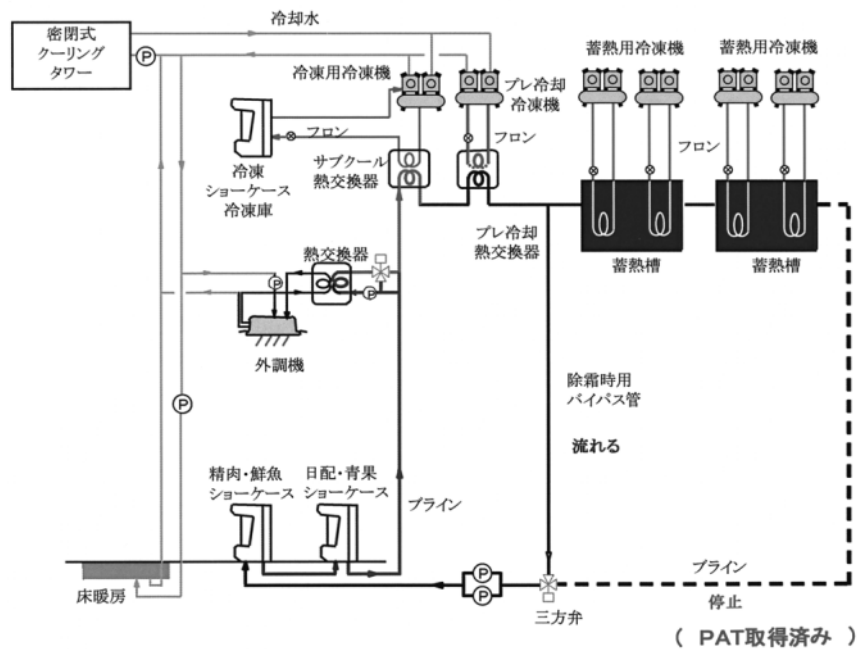 冷却水
密閉式
クーリング
タワー
P
冷凍用冷凍機
プレ冷却
冷凍機
蓄熱用冷凍機
蓄熱用冷凍機
フロン
フロン
フロン
冷凍
ショーケース
冷凍庫
サブクール
熱交換器
プレ冷却
熱交換器
蓄熱槽
蓄熱槽
熱交換器
P
P
外調機
P
除霜時用
バイパス管
流れる
精肉・鮮魚
ショーケース
日配・青果
ショーケース
ブライン
P
P
ブライン
停止
床暖房
三方弁
( PAT取得済み )